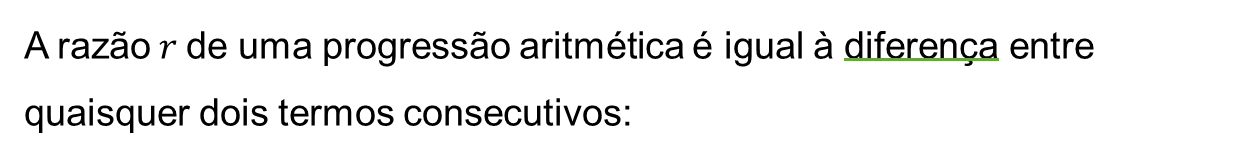 A razão r de uma progressão aritmética é igual à diferença entre
quaisquer dois termos consecutivos: